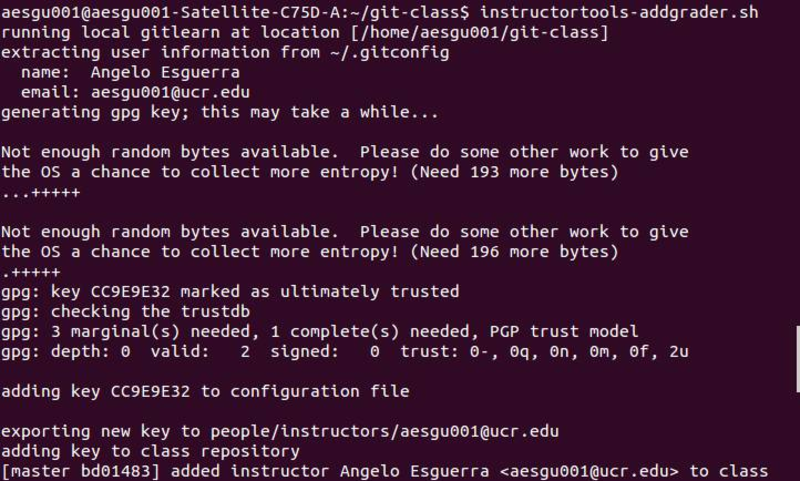 aesgu001@aesgu001-Satellite-C75D-A:~/git-class$ instructortools-addgrader.sh
running local gitlearn at location [/home/aesgu001/git-class]
extracting user information from ~/.gitconfig
  name:  Angelo Esguerra
  email: aesgu001@ucr.edu
generating gpg key; this may take a while...

Not enough random bytes available.  Please do some other work to give
the OS a chance to collect more entropy! (Need 193 more bytes)
...+++++

Not enough random bytes available.  Please do some other work to give
the OS a chance to collect more entropy! (Need 196 more bytes)
.+++++
gpg: key CC9E9E32 marked as ultimately trusted
gpg: checking the trustdb
gpg: 3 marginal(s) needed, 1 complete(s) needed, PGP trust model
gpg: depth: 0  valid:   2  signed:   0  trust: 0-, 0q, 0n, 0m, 0f, 2u

adding key CC9E9E32 to configuration file

exporting new key to people/instructors/aesgu001@ucr.edu
adding key to class repository
[master bd01483] added instructor Angelo Esguerra <aesgu001@ucr.edu> to class